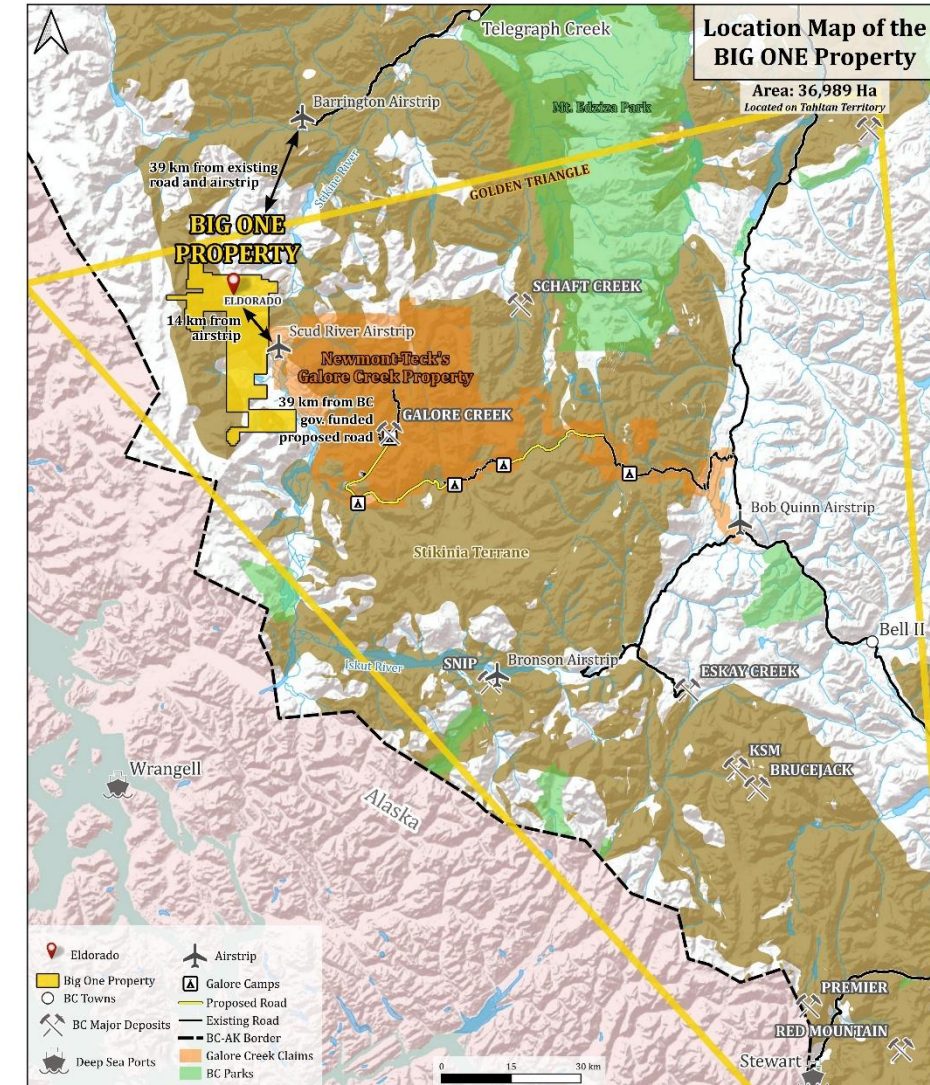 Location Map of the
BIG ONE Property
Area: 36,989 Ha
Located on Tahltan Territory
Telegraph Creek
Barrington Airstrip
Mt. Edziza Park
39 km from existing
road and airstrip
Stikine River
GOLDEN TRIANGLE
BIG ONE
PROPERTY
ELDORADO
SCHAFT CREEK
14 km from
airstrip
Scud River Airstrip
Newmont-Teck's
Galore Creek Property
39 km from BC
gov. funded
proposed road
GALORE CREEK
Bob Quinn Airstrip
Stikinia Terrane
Bell II
Iskut River
SNIP
Bronson Airstrip
ESKAY CREEK
KSM
BRUCEJACK
Wrangell
Alaska
PREMIER
RED MOUNTAIN
Stewart
Eldorado
Big One Property
BC Towns
BC Major Deposits
Deep Sea Ports
Airstrip
Galore Camps
Proposed Road
Existing Road
BC-AK Border
Galore Creek Claims
BC Parks
0 15 30 km